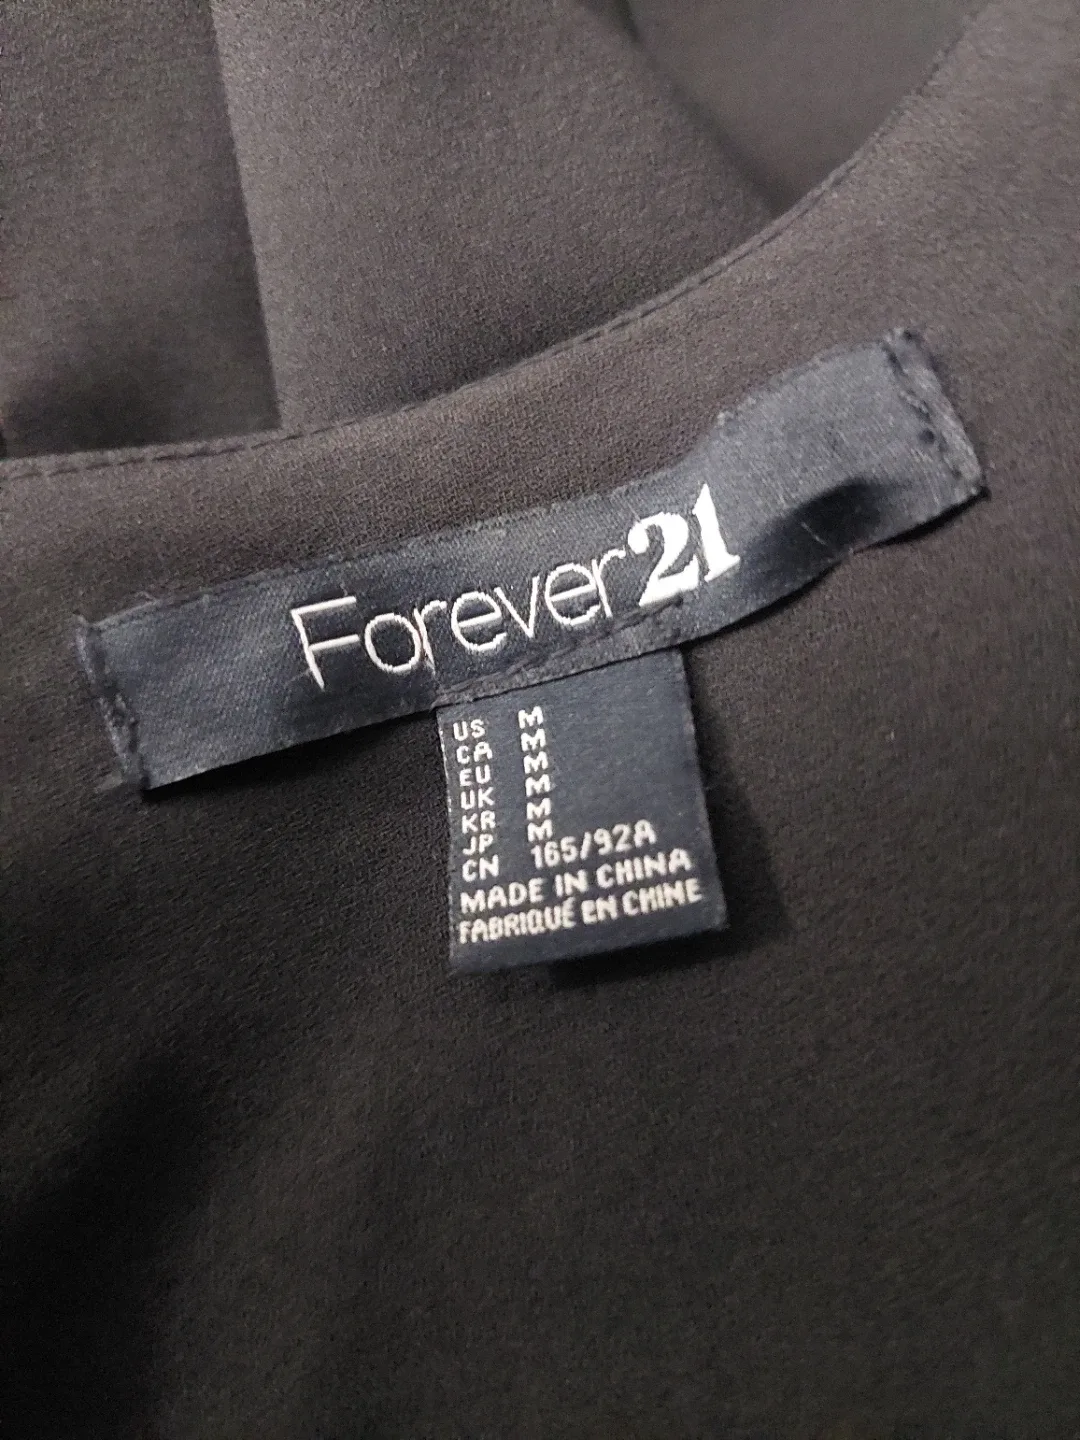 Forever21
US M
CA M
EU M
UK M
KR M
JP M
CN 165/92A
MADE IN CHINA
FABRIQUÉ EN CHINE